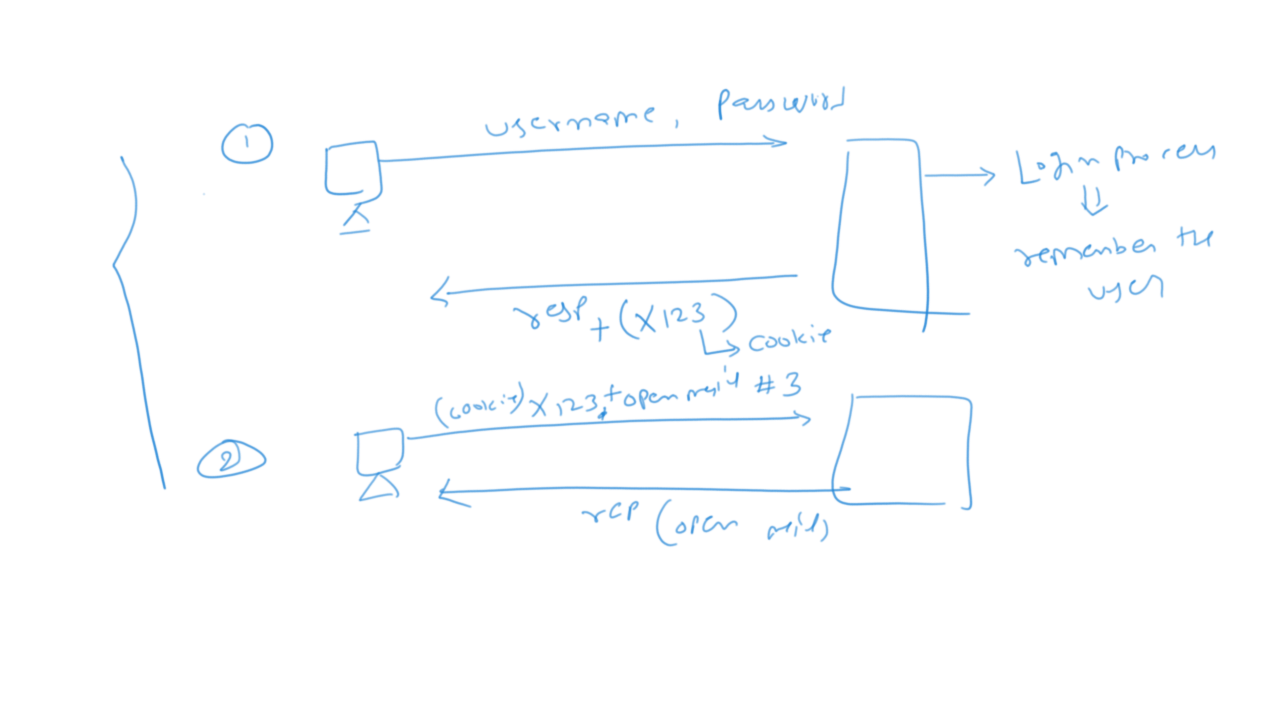 1
username, password
Login process
remember the
user
resp + (X123)
cookie
(cookie) X123 + open mail #3
2
rep (open mail)